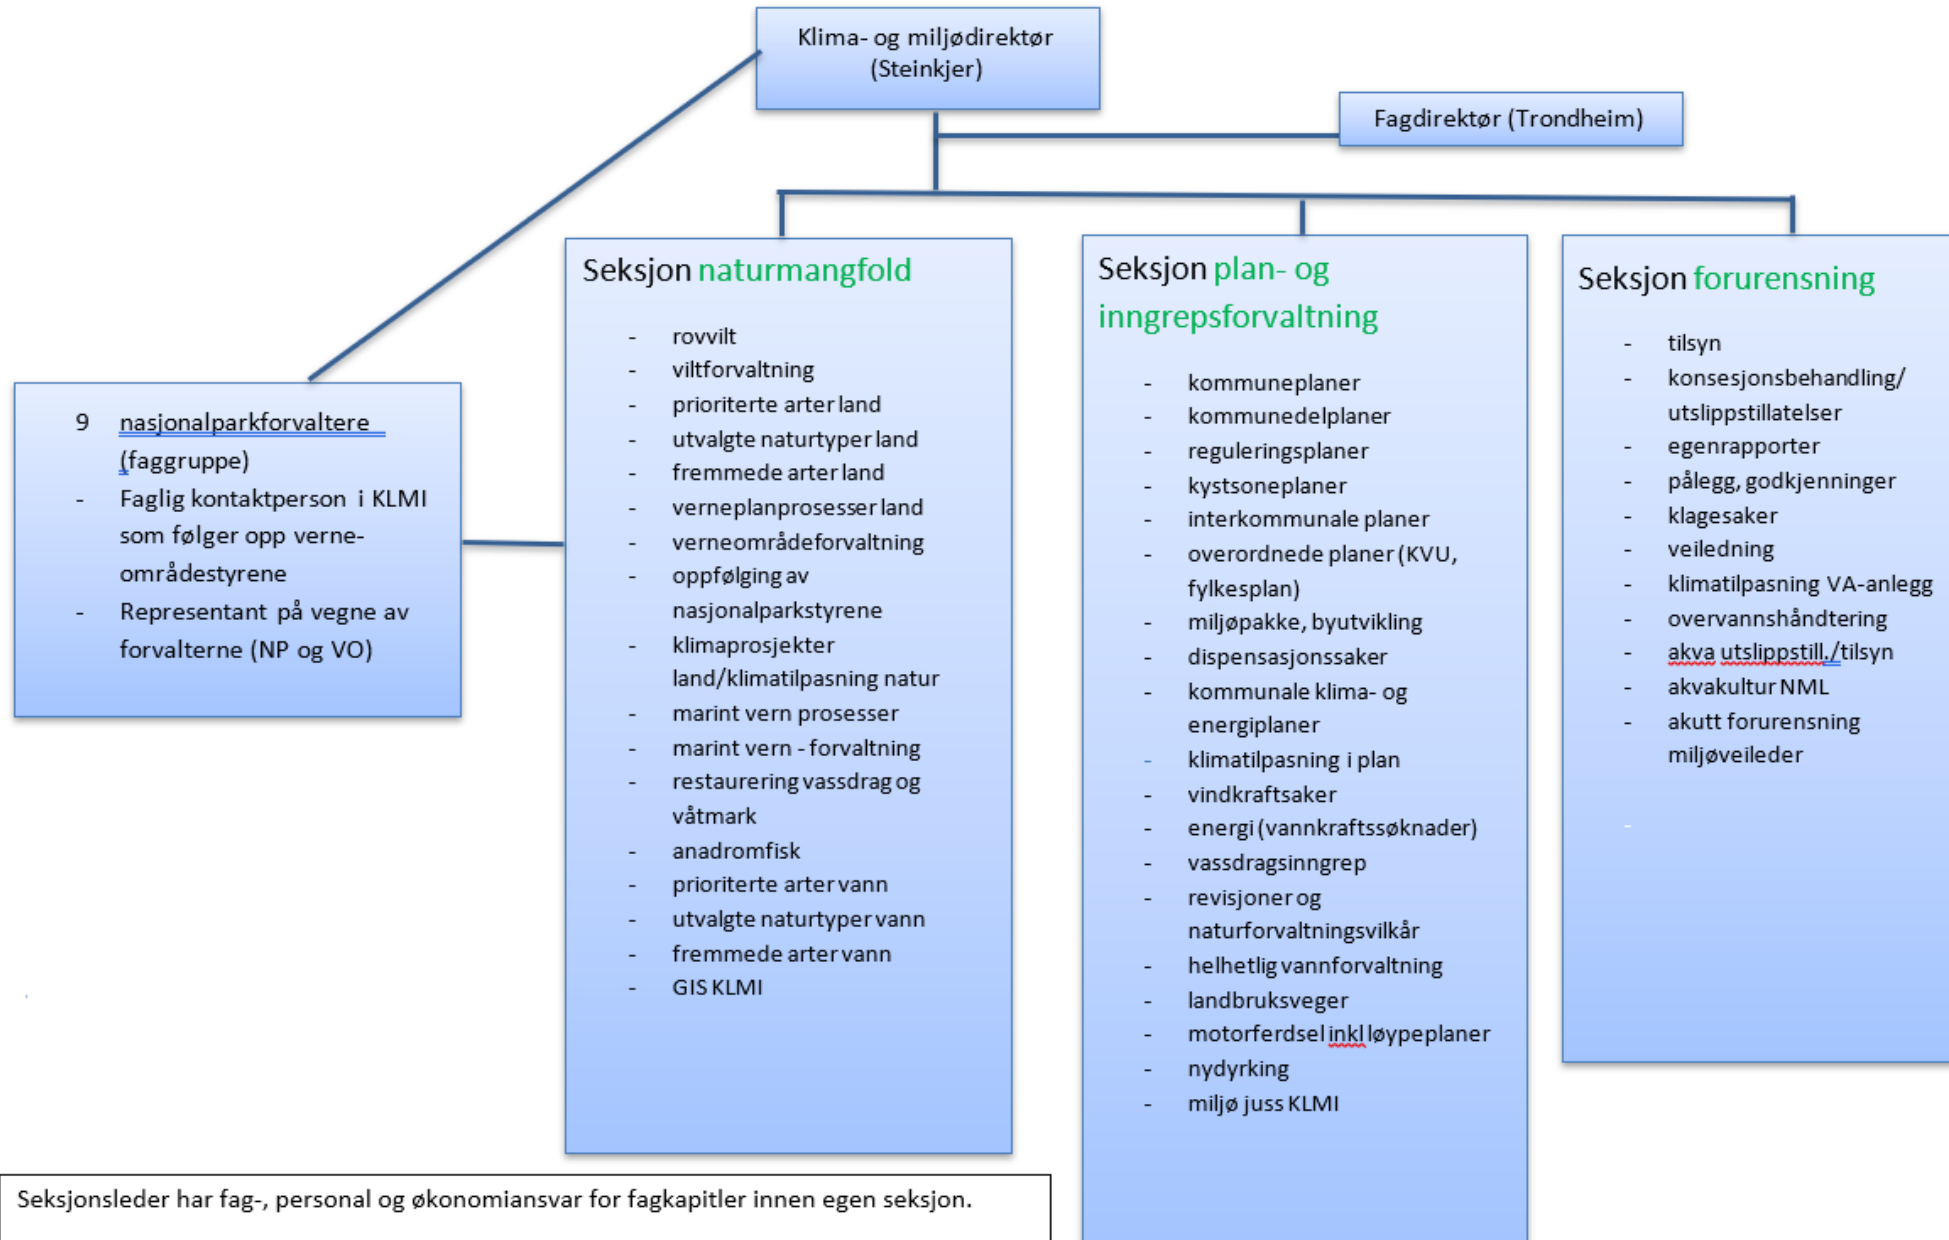 Klima- og miljødirektør
(Steinkjer)
Fagdirektør (Trondheim)
9 nasjonalparkforvaltere
(faggruppe)
- Faglig kontaktperson i KLMI
som følger opp verne-
områdestyrene
- Representant på vegne av
forvalterne (NP og VO)
Seksjon naturmangfold
- rovvilt
- viltforvaltning
- prioriterte arter land
- utvalgte naturtyper land
- fremmede arter land
- verneplanprosesser land
- verneområdeforvaltning
- oppfølging av
nasjonalparkstyrene
- klimaprosjekter
land/klimatilpasning natur
- marint vern prosesser
- marint vern - forvaltning
- restaurering vassdrag og
våtmark
- anadromfisk
- prioriterte arter vann
- utvalgte naturtyper vann
- fremmede arter vann
- GIS KLMI
Seksjon plan- og
inngrepsforvaltning
- kommuneplaner
- kommunedelplaner
- reguleringsplaner
- kystsoneplaner
- interkommunale planer
- overordnede planer (KVU,
fylkesplan)
- miljøpakke, byutvikling
- dispensasjonssaker
- kommunale klima- og
energiplaner
- klimatilpasning i plan
- vindkraftsaker
- energi (vannkraftssøknader)
- vassdragsinngrep
- revisjoner og
naturforvaltningsvilkår
- helhetlig vannforvaltning
- landbruksveger
- motorferdsel inkl løypeplaner
- nydyrking
- miljø juss KLMI
Seksjon forurensning
- tilsyn
- konsesjonsbehandling/
utslippstillatelser
- egenrapporter
- pålegg, godkjenninger
- klagesaker
- veiledning
- klimatilpasning VA-anlegg
- overvannshåndtering
- akva utslippstill./tilsyn
- akvakultur NML
- akutt forurensning
miljøveileder
-
Seksjonsleder har fag-, personal og økonomiansvar for fagkapitler innen egen seksjon.